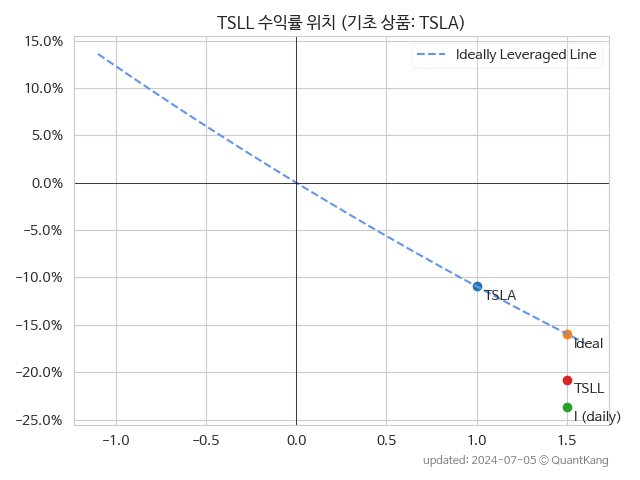 TSLL 수익률 위치 (기초 상품: TSLA)
15.0%
10.0%
5.0%
0.0%
−5.0%
−10.0%
−15.0%
−20.0%
−25.0%
Ideally Leveraged Line
TSLA
Ideal
TSLL
I (daily)
−1.0
−0.5
0.0
0.5
1.0
1.5
updated: 2024-07-05 © QuantKang